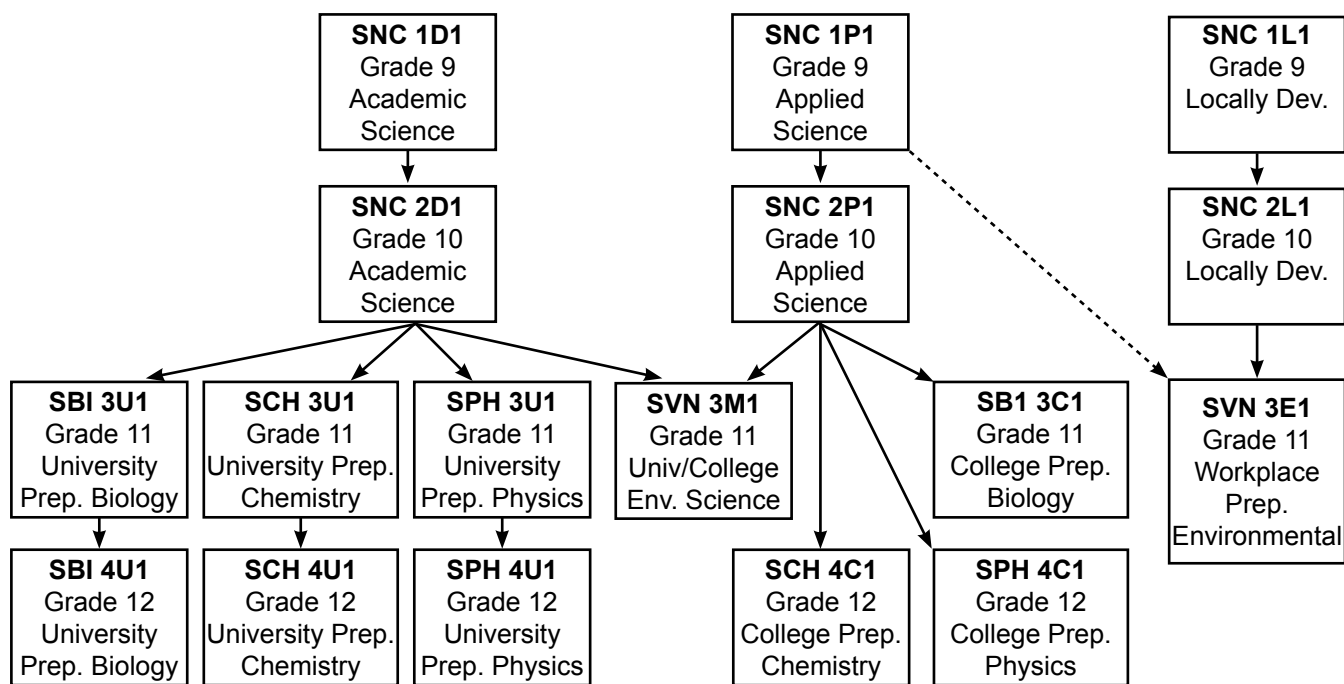 SNC 1D1
Grade 9
Academic
Science
SNC 1P1
Grade 9
Applied
Science
SNC 1L1
Grade 9
Locally Dev.
SNC 2D1
Grade 10
Academic
Science
SNC 2P1
Grade 10
Applied
Science
SNC 2L1
Grade 10
Locally Dev.
SBI 3U1
Grade 11
University
Prep. Biology
SCH 3U1
Grade 11
University Prep.
Chemistry
SPH 3U1
Grade 11
University
Prep. Physics
SVN 3M1
Grade 11
Univ/College
Env. Science
SB1 3C1
Grade 11
College Prep.
Biology
SVN 3E1
Grade 11
Workplace
Prep.
Environmental
SBI 4U1
Grade 12
University
Prep. Biology
SCH 4U1
Grade 12
University Prep.
Chemistry
SPH 4U1
Grade 12
University
Prep. Physics
SCH 4C1
Grade 12
College Prep.
Chemistry
SPH 4C1
Grade 12
College Prep.
Physics